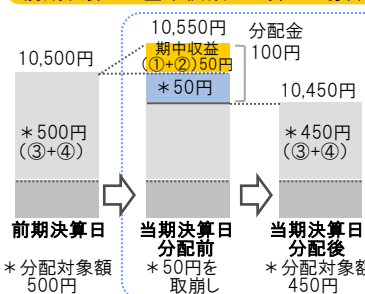 10,550円
分配金
100円
期中収益
(①+②)50円
10,500円
*50円
10,450円
*500円
(③+④)
*450円
(③+④)
前期決算日
当期決算日
分配前
当期決算日
分配後
*分配対象額
500円
*50円を
取崩し
*分配対象額
450円